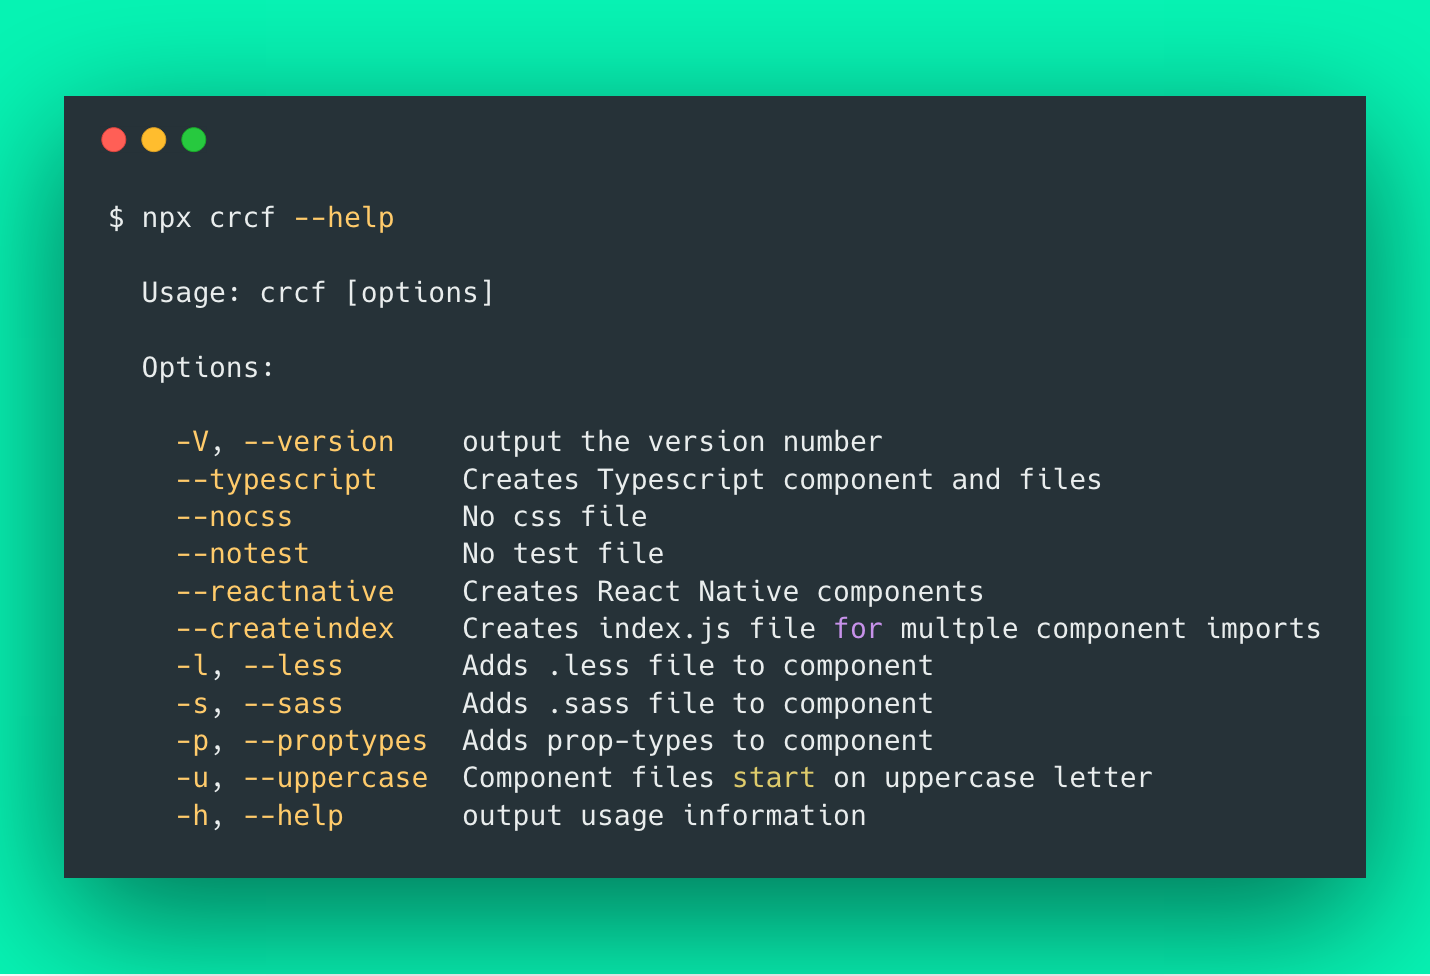 $ npx crcf --help
Usage: crcf [options]
Options:
-V, --version    output the version number
--typescript     Creates Typescript component and files
--nocss          No css file
--notest         No test file
--reactnative    Creates React Native components
--createindex    Creates index.js file for multple component imports
-l, --less       Adds .less file to component
-s, --sass       Adds .sass file to component
-p, --proptypes  Adds prop-types to component
-u, --uppercase  Component files start on uppercase letter
-h, --help       output usage information